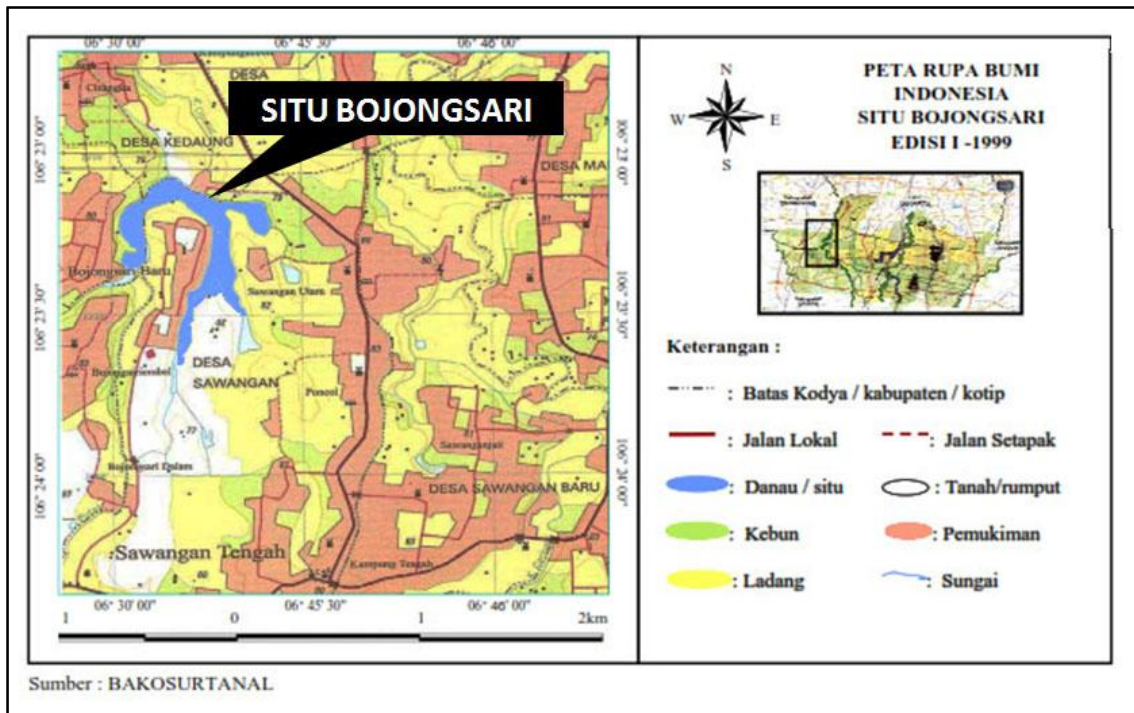 06° 30' 00" 06° 45' 30" 06° 46' 00"
DESA
SITU BOJONGSARI
DESA KEDAUNG
DESA MA
106° 23' 00"
106° 23' 00"
Bojongsari Baru
Sawangan Utara
106° 23' 30"
106° 23' 30"
DESA
SAWANGAN
Poncol
106° 24' 00"
106° 24' 00"
DESA SAWANGAN BARU
Sawangan Tengah
Kampung Tengah
06° 30' 00" 06° 45' 30" 06° 46' 00"
1 0 1 2km
N
W E
S
PETA RUPA BUMI
INDONESIA
SITU BOJONGSARI
EDISI I -1999
Keterangan :
: Batas Kodya / kabupaten / kotip
: Jalan Lokal : Jalan Setapak
: Danau / situ : Tanah/rumput
: Kebun : Pemukiman
: Ladang : Sungai
Sumber : BAKOSURTANAL